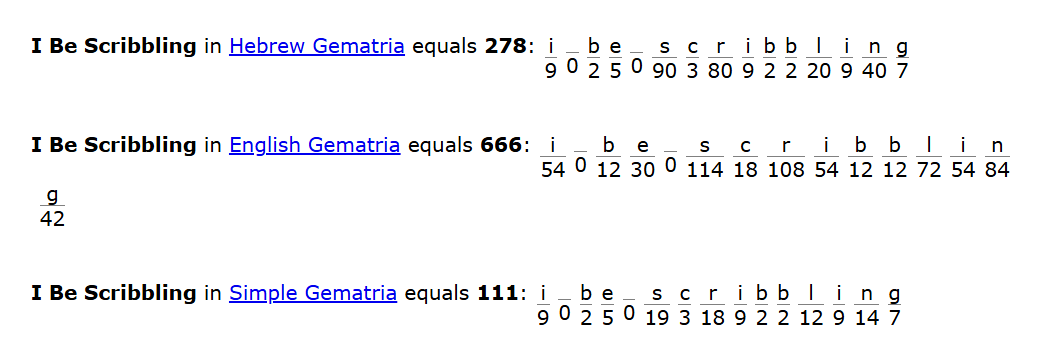 I Be Scribbling in Hebrew Gematria equals 278: i _ b e _ s c r i b b l i n g
9 0 2 5 0 90 3 80 9 2 2 20 9 40 7
I Be Scribbling in English Gematria equals 666: i _ b e _ s c r i b b l i n
54 0 12 30 0 114 18 108 54 12 12 72 54 84
g
42
I Be Scribbling in Simple Gematria equals 111: i _ b e _ s c r i b b l i n g
9 0 2 5 0 19 3 18 9 2 2 12 9 14 7